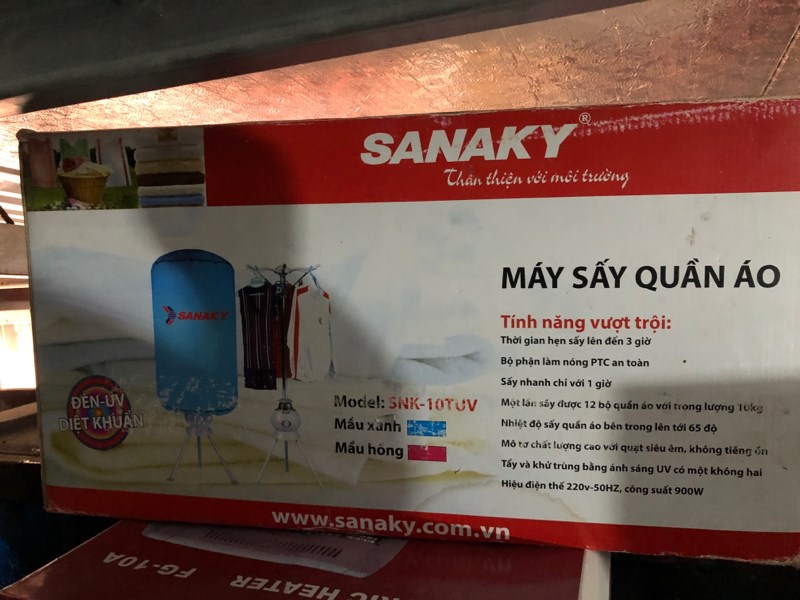 SANAKY®
Thân thiện với môi trường
SANAKY
ĐÈN-UV
DIỆT KHUẨN
Model: SNK-10TUV
Mầu xanh
Mầu hồng
MÁY SẤY QUẦN ÁO
Tính năng vượt trội:
Thời gian hẹn sấy lên đến 3 giờ
Bộ phận làm nóng PTC an toàn
Sấy nhanh chỉ với 1 giờ
Một lần sấy được 12 bộ quần áo với trọng lượng 10kg
Nhiệt độ sấy quần áo bên trong lên tới 65 độ
Mô tơ chất lượng cao với quạt siêu êm, không tiếng ồn
Tẩy và khử trùng bằng ánh sáng UV có một không hai
Hiệu điện thế 220v-50HZ, công suất 900W
www.sanaky.com.vn
HEATER FG-10A